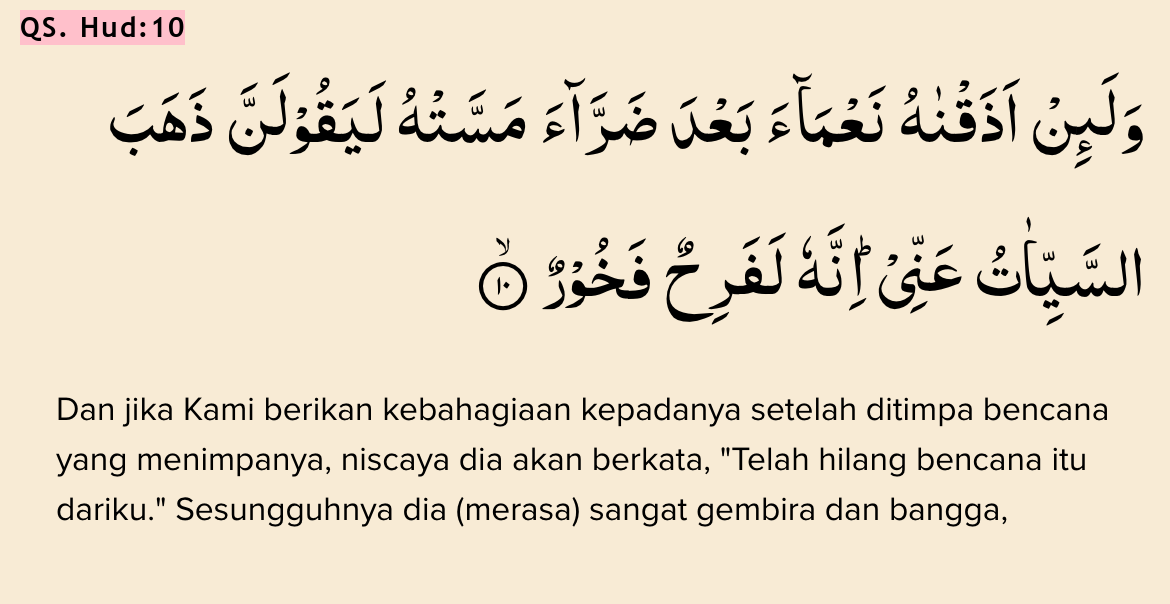 QS. Hud:10
وَلَىِٕنْ اَذَقْنٰهُ نَعْمَاۤءَ بَعْدَ ضَرَّاۤءَ مَسَّتْهُ لَيَقُوْلَنَّ ذَهَبَ
السَّيِّاٰتُ عَنِّيْ ۗاِنَّهٗ لَفَرِحٌ فَخُوْرٌۙ ١٠
Dan jika Kami berikan kebahagiaan kepadanya setelah ditimpa bencana
yang menimpanya, niscaya dia akan berkata, "Telah hilang bencana itu
dariku." Sesungguhnya dia (merasa) sangat gembira dan bangga,